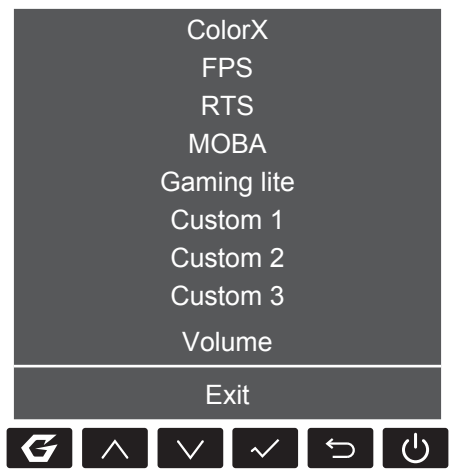 ColorX
FPS
RTS
MOBA
Gaming lite
Custom 1
Custom 2
Custom 3
Volume
Exit